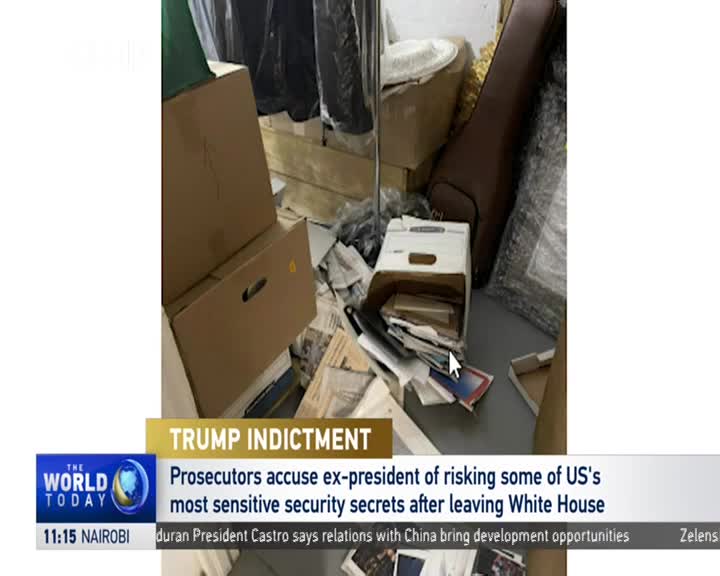 TRUMP INDICTMENT
Prosecutors accuse ex-president of risking some of US's
most sensitive security secrets after leaving White House
THE
WORLD
TODAY
11:15 NAIROBI
duran President Castro says relations with China bring development opportunities
Zelens